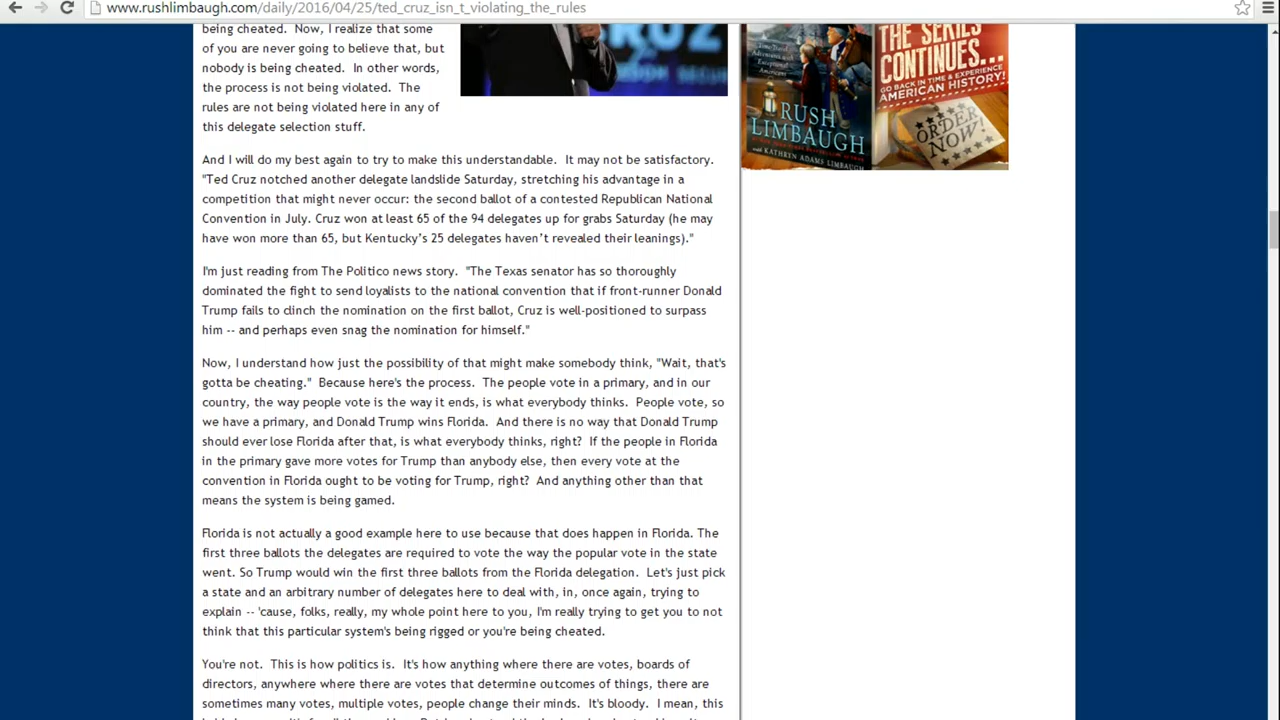 www.rushlimbaugh.com/daily/2016/04/25/ted_cruz_isn_t_violating_the_rules
being cheated.  Now, I realize that some
of you are never going to believe that, but
nobody is being cheated.  In other words,
the process is not being violated.  The
rules are not being violated here in any of
this delegate selection stuff.
CRUZ
THE SERIES
CONTINUES...
GO BACK IN TIME & EXPERIENCE
AMERICAN HISTORY!
Time-Travel
Adventures with
Exceptional
Americans
RUSH
LIMBAUGH
with KATHRYN ADAMS LIMBAUGH
ORDER
NOW!
And I will do my best again to try to make this understandable.  It may not be satisfactory.
"Ted Cruz notched another delegate landslide Saturday, stretching his advantage in a
competition that might never occur: the second ballot of a contested Republican National
Convention in July. Cruz won at least 65 of the 94 delegates up for grabs Saturday (he may
have won more than 65, but Kentucky’s 25 delegates haven’t revealed their leanings)."
I'm just reading from The Politico news story.  "The Texas senator has so thoroughly
dominated the fight to send loyalists to the national convention that if front-runner Donald
Trump fails to clinch the nomination on the first ballot, Cruz is well-positioned to surpass
him -- and perhaps even snag the nomination for himself."
Now, I understand how just the possibility of that might make somebody think, "Wait, that's
gotta be cheating."  Because here's the process.  The people vote in a primary, and in our
country, the way people vote is the way it ends, is what everybody thinks.  People vote, so
we have a primary, and Donald Trump wins Florida.  And there is no way that Donald Trump
should ever lose Florida after that, is what everybody thinks, right?  If the people in Florida
in the primary gave more votes for Trump than anybody else, then every vote at the
convention in Florida ought to be voting for Trump, right?  And anything other than that
means the system is being gamed.
Florida is not actually a good example here to use because that does happen in Florida. The
first three ballots the delegates are required to vote the way the popular vote in the state
went. So Trump would win the first three ballots from the Florida delegation.  Let's just pick
a state and an arbitrary number of delegates here to deal with, in, once again, trying to
explain -- 'cause, folks, really, my whole point here to you, I'm really trying to get you to not
think that this particular system's being rigged or you're being cheated.
You're not.  This is how politics is.  It's how anything where there are votes, boards of
directors, anywhere where there are votes that determine outcomes of things, there are
sometimes many votes, multiple votes, people change their minds.  It's bloody.  I mean, this